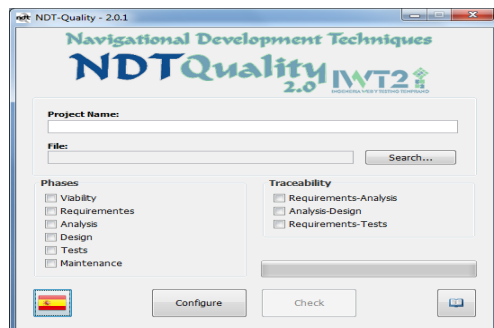 NDT-Quality - 2.0.1
Navigational Development Techniques
NDTQuality
2.0
IWT2
Project Name:
File:
Search...
Phases
Viability
Requirementes
Analysis
Design
Tests
Maintenance
Traceability
Requirements-Analysis
Analysis-Design
Requirements-Tests
Configure
Check